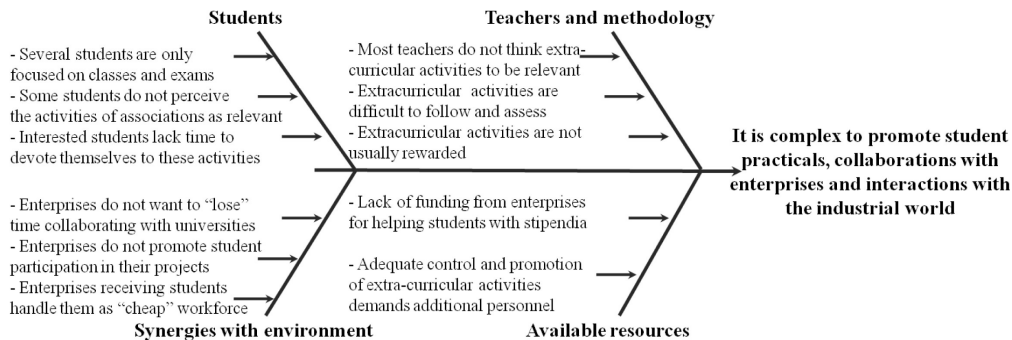 Students
- Several students are only
focused on classes and exams
- Some students do not perceive
the activities of associations as relevant
- Interested students lack time to
devote themselves to these activities
Teachers and methodology
- Most teachers do not think extra-
curricular activities to be relevant
- Extracurricular activities are
difficult to follow and assess
- Extracurricular activities are not
usually rewarded
It is complex to promote student
practicals, collaborations with
enterprises and interactions with
the industrial world
- Enterprises do not want to “lose”
time collaborating with universities
- Enterprises do not promote student
participation in their projects
- Enterprises receiving students
handle them as “cheap” workforce
Synergies with environment
- Lack of funding from enterprises
for helping students with stipendia
- Adequate control and promotion
of extra-curricular activities
demands additional personnel
Available resources